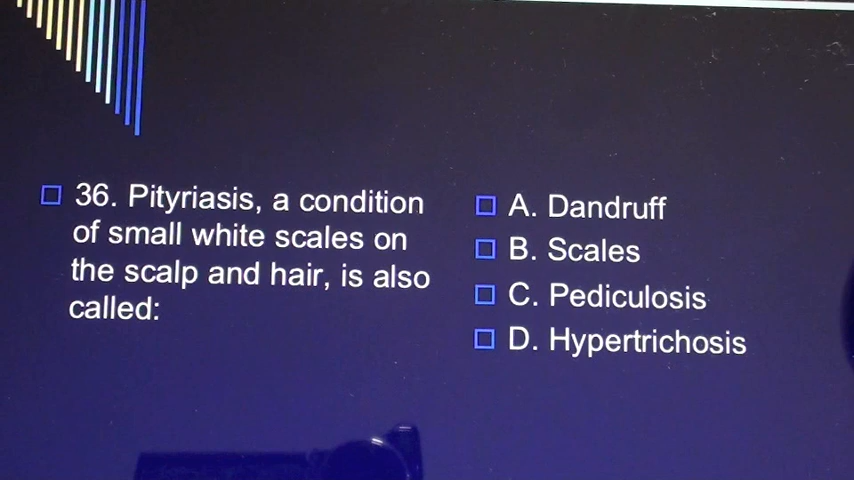 36. Pityriasis, a condition
of small white scales on
the scalp and hair, is also
called:
A. Dandruff
B. Scales
C. Pediculosis
D. Hypertrichosis